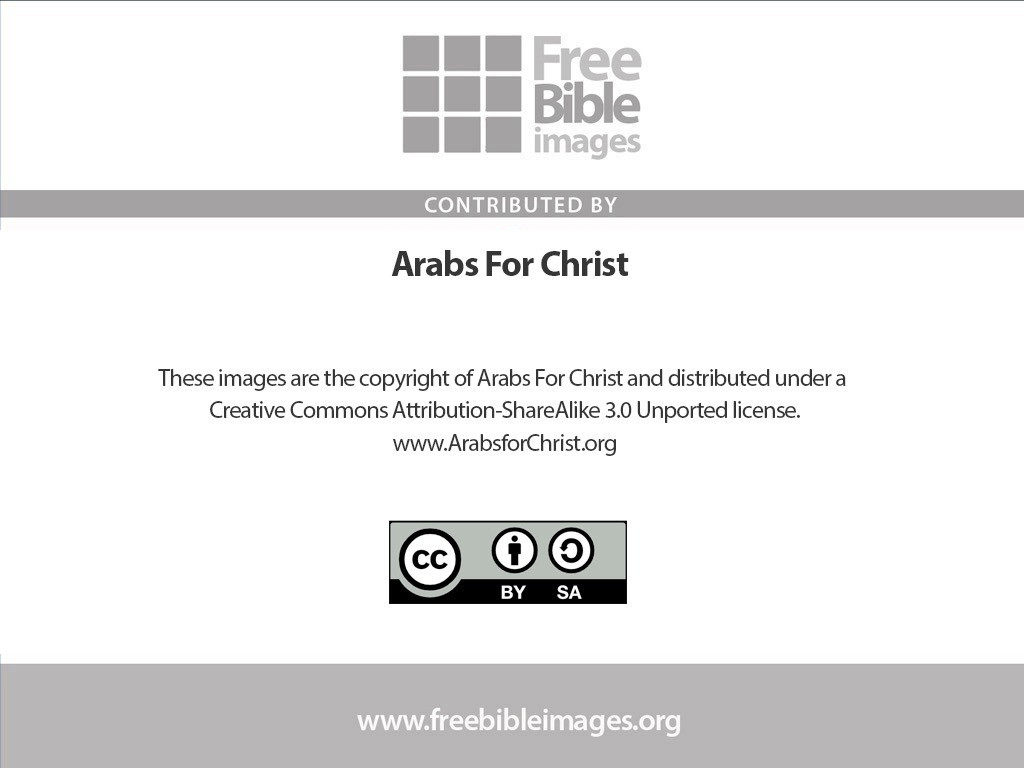 Free
Bible
images
CONTRIBUTED BY
Arabs For Christ
These images are the copyright of Arabs For Christ and distributed under a
Creative Commons Attribution-ShareAlike 3.0 Unported license.
www.ArabsforChrist.org
cc
BY SA
www.freebibleimages.org